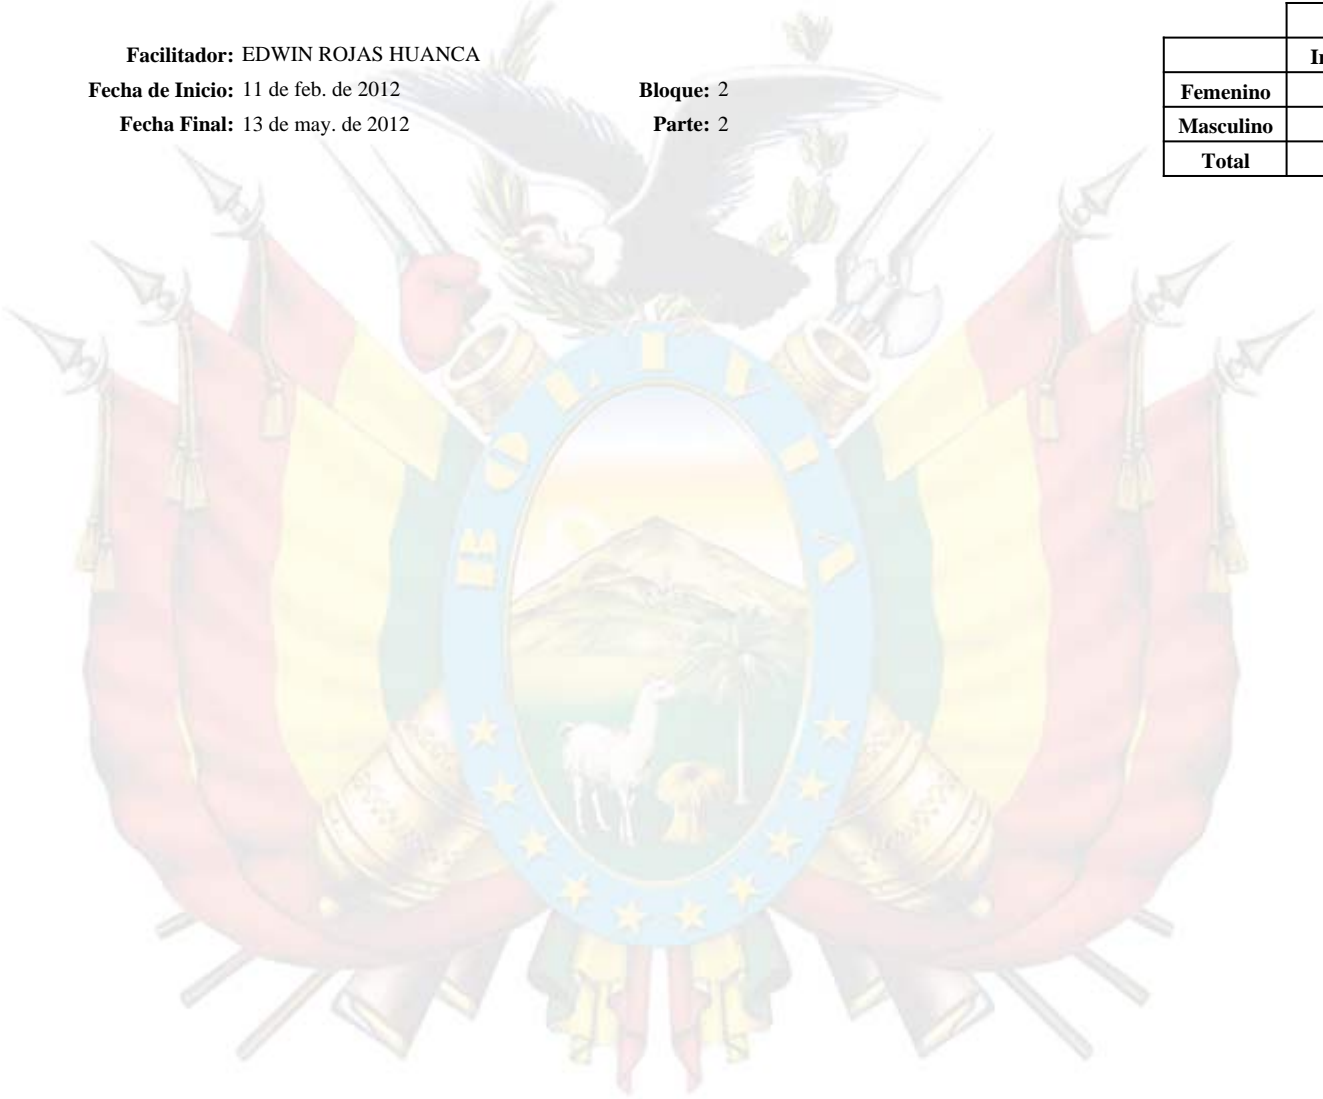 Facilitador: EDWIN ROJAS HUANCA
Fecha de Inicio: 11 de feb. de 2012 Bloque: 2
Fecha Final: 13 de may. de 2012 Parte: 2
Femenino
Masculino
Total
BOLIVIA